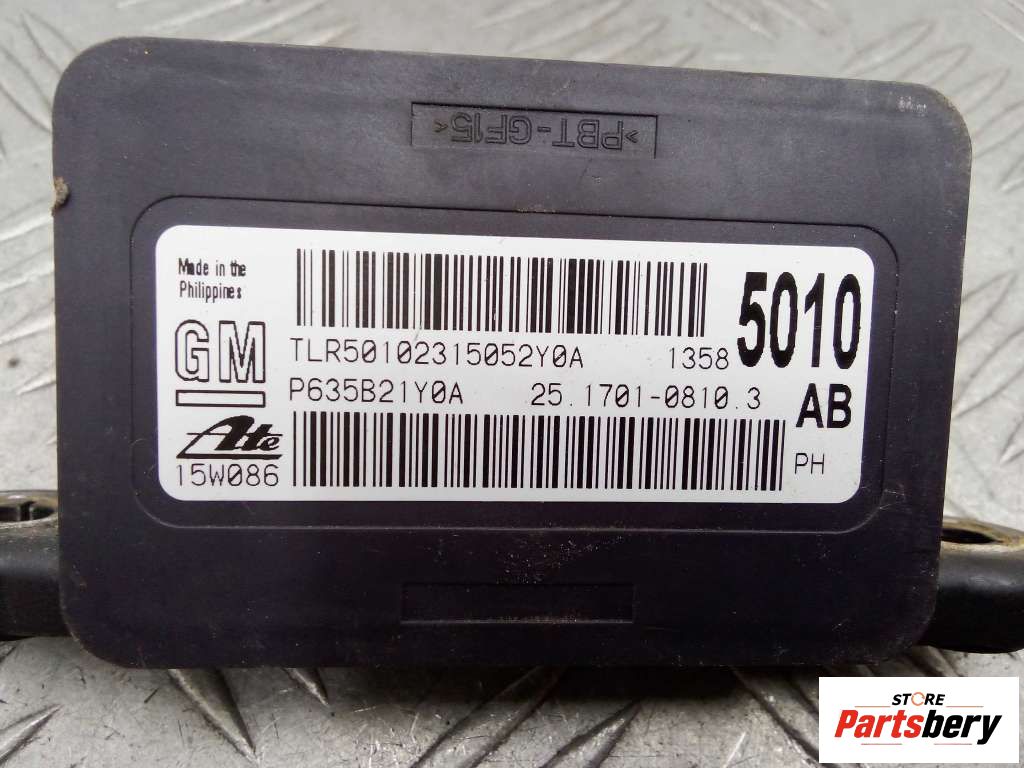 >PBT-GF15<
Made in the
Philippines
GM
TLR50102315052Y0A 1358
5010
P635B21Y0A 25.1701-0810.3
AB
Ate
15W086
PH
STORE
Partsbery